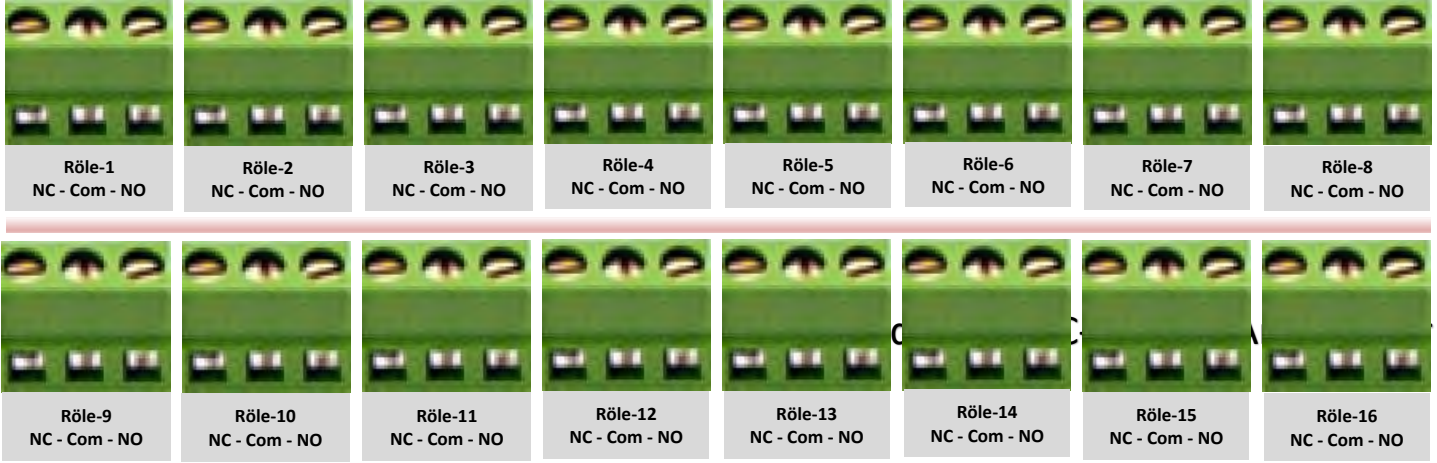 Röle-1
NC - Com - NO
Röle-2
NC - Com - NO
Röle-3
NC - Com - NO
Röle-4
NC - Com - NO
Röle-5
NC - Com - NO
Röle-6
NC - Com - NO
Röle-7
NC - Com - NO
Röle-8
NC - Com - NO
Röle-9
NC - Com - NO
Röle-10
NC - Com - NO
Röle-11
NC - Com - NO
Röle-12
NC - Com - NO
Röle-13
NC - Com - NO
Röle-14
NC - Com - NO
Röle-15
NC - Com - NO
Röle-16
NC - Com - NO